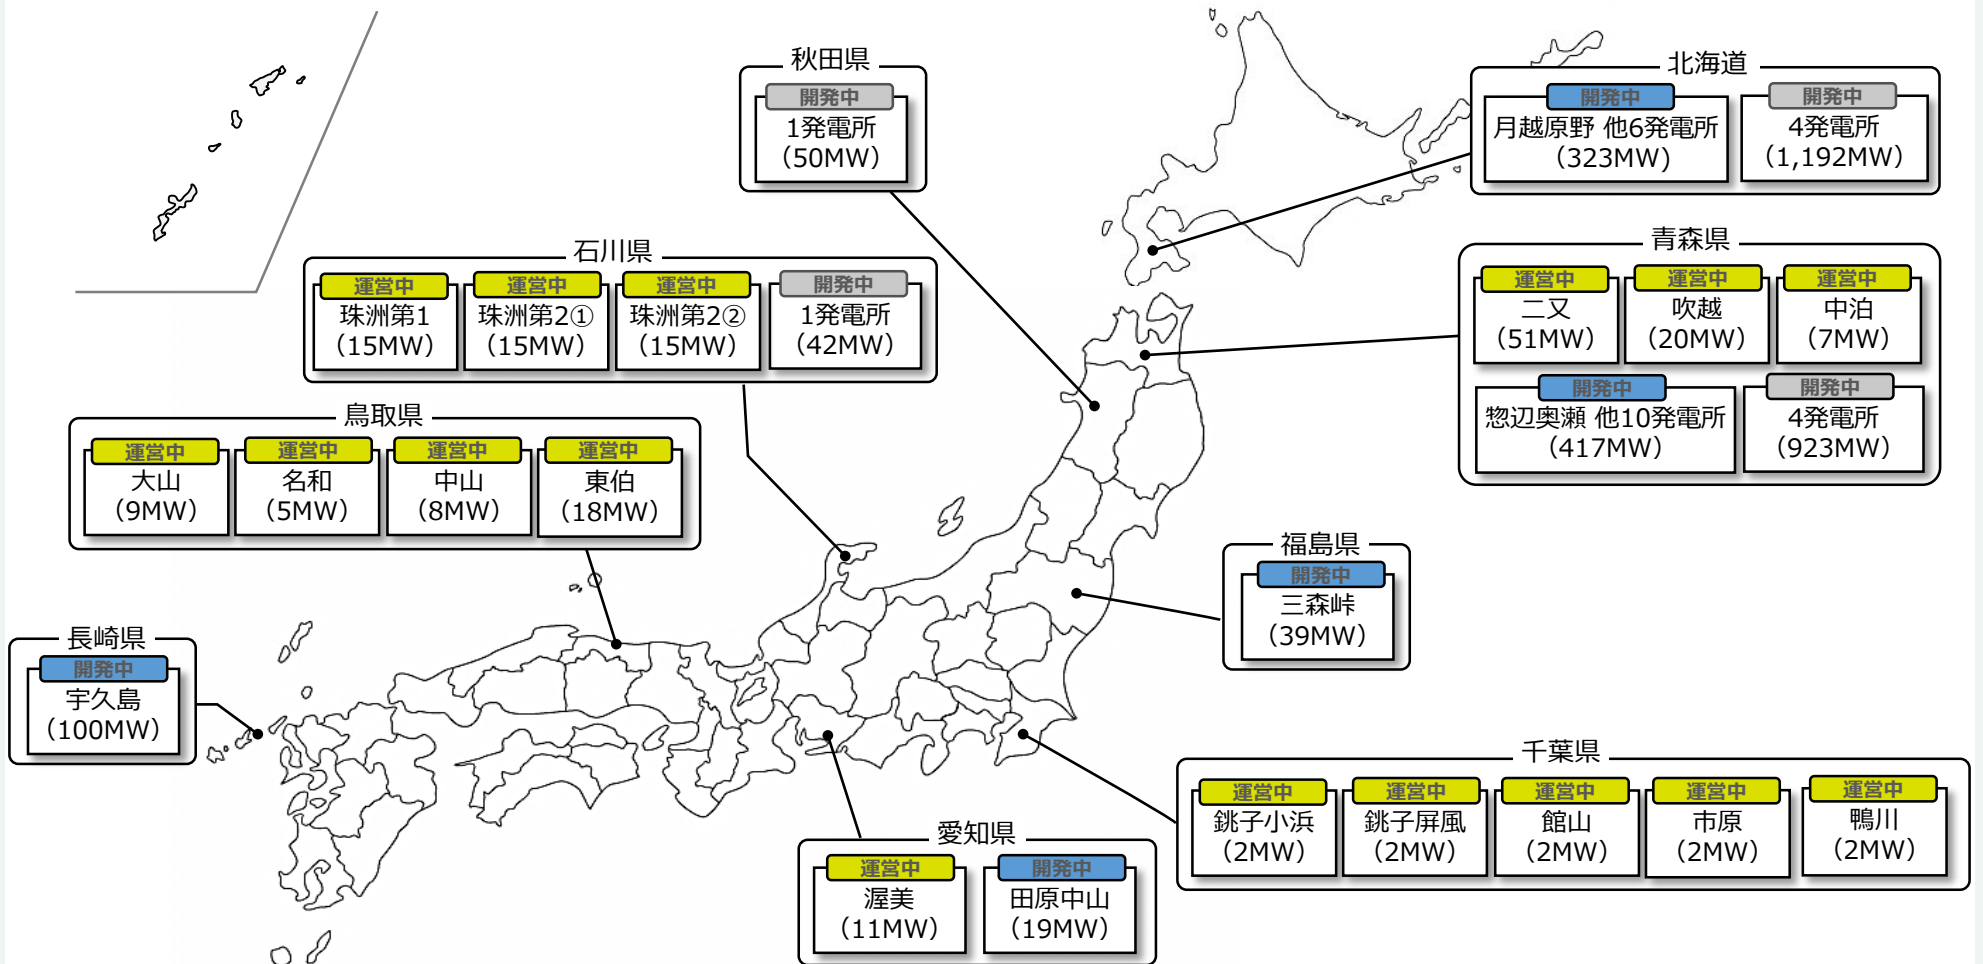 秋田県
開発中
1発電所
（50MW）
北海道
開発中
月越原野 他6発電所
（323MW）
開発中
4発電所
（1,192MW）
石川県
運営中
珠洲第1
（15MW）
運営中
珠洲第2①
（15MW）
運営中
珠洲第2②
（15MW）
開発中
1発電所
（42MW）
青森県
運営中
二又
（51MW）
運営中
吹越
（20MW）
運営中
中泊
（7MW）
開発中
惣辺奥瀬 他10発電所
（417MW）
開発中
4発電所
（923MW）
鳥取県
運営中
大山
（9MW）
運営中
名和
（5MW）
運営中
中山
（8MW）
運営中
東伯
（18MW）
福島県
開発中
三森峠
（39MW）
長崎県
開発中
宇久島
（100MW）
千葉県
運営中
銚子小浜
（2MW）
運営中
銚子屏風
（2MW）
運営中
館山
（2MW）
運営中
市原
（2MW）
運営中
鴨川
（2MW）
愛知県
運営中
渥美
（11MW）
開発中
田原中山
（19MW）